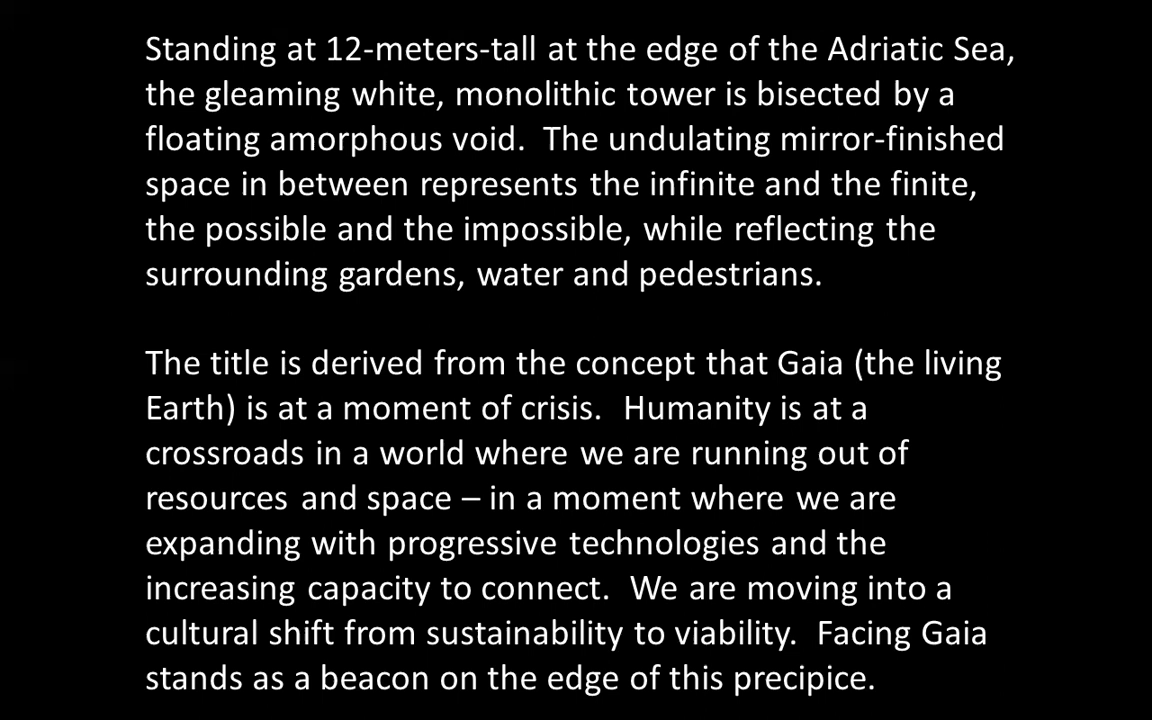 Standing at 12-meters-tall at the edge of the Adriatic Sea,
the gleaming white, monolithic tower is bisected by a
floating amorphous void.  The undulating mirror-finished
space in between represents the infinite and the finite,
the possible and the impossible, while reflecting the
surrounding gardens, water and pedestrians.

The title is derived from the concept that Gaia (the living
Earth) is at a moment of crisis.  Humanity is at a
crossroads in a world where we are running out of
resources and space – in a moment where we are
expanding with progressive technologies and the
increasing capacity to connect.  We are moving into a
cultural shift from sustainability to viability.  Facing Gaia
stands as a beacon on the edge of this precipice.